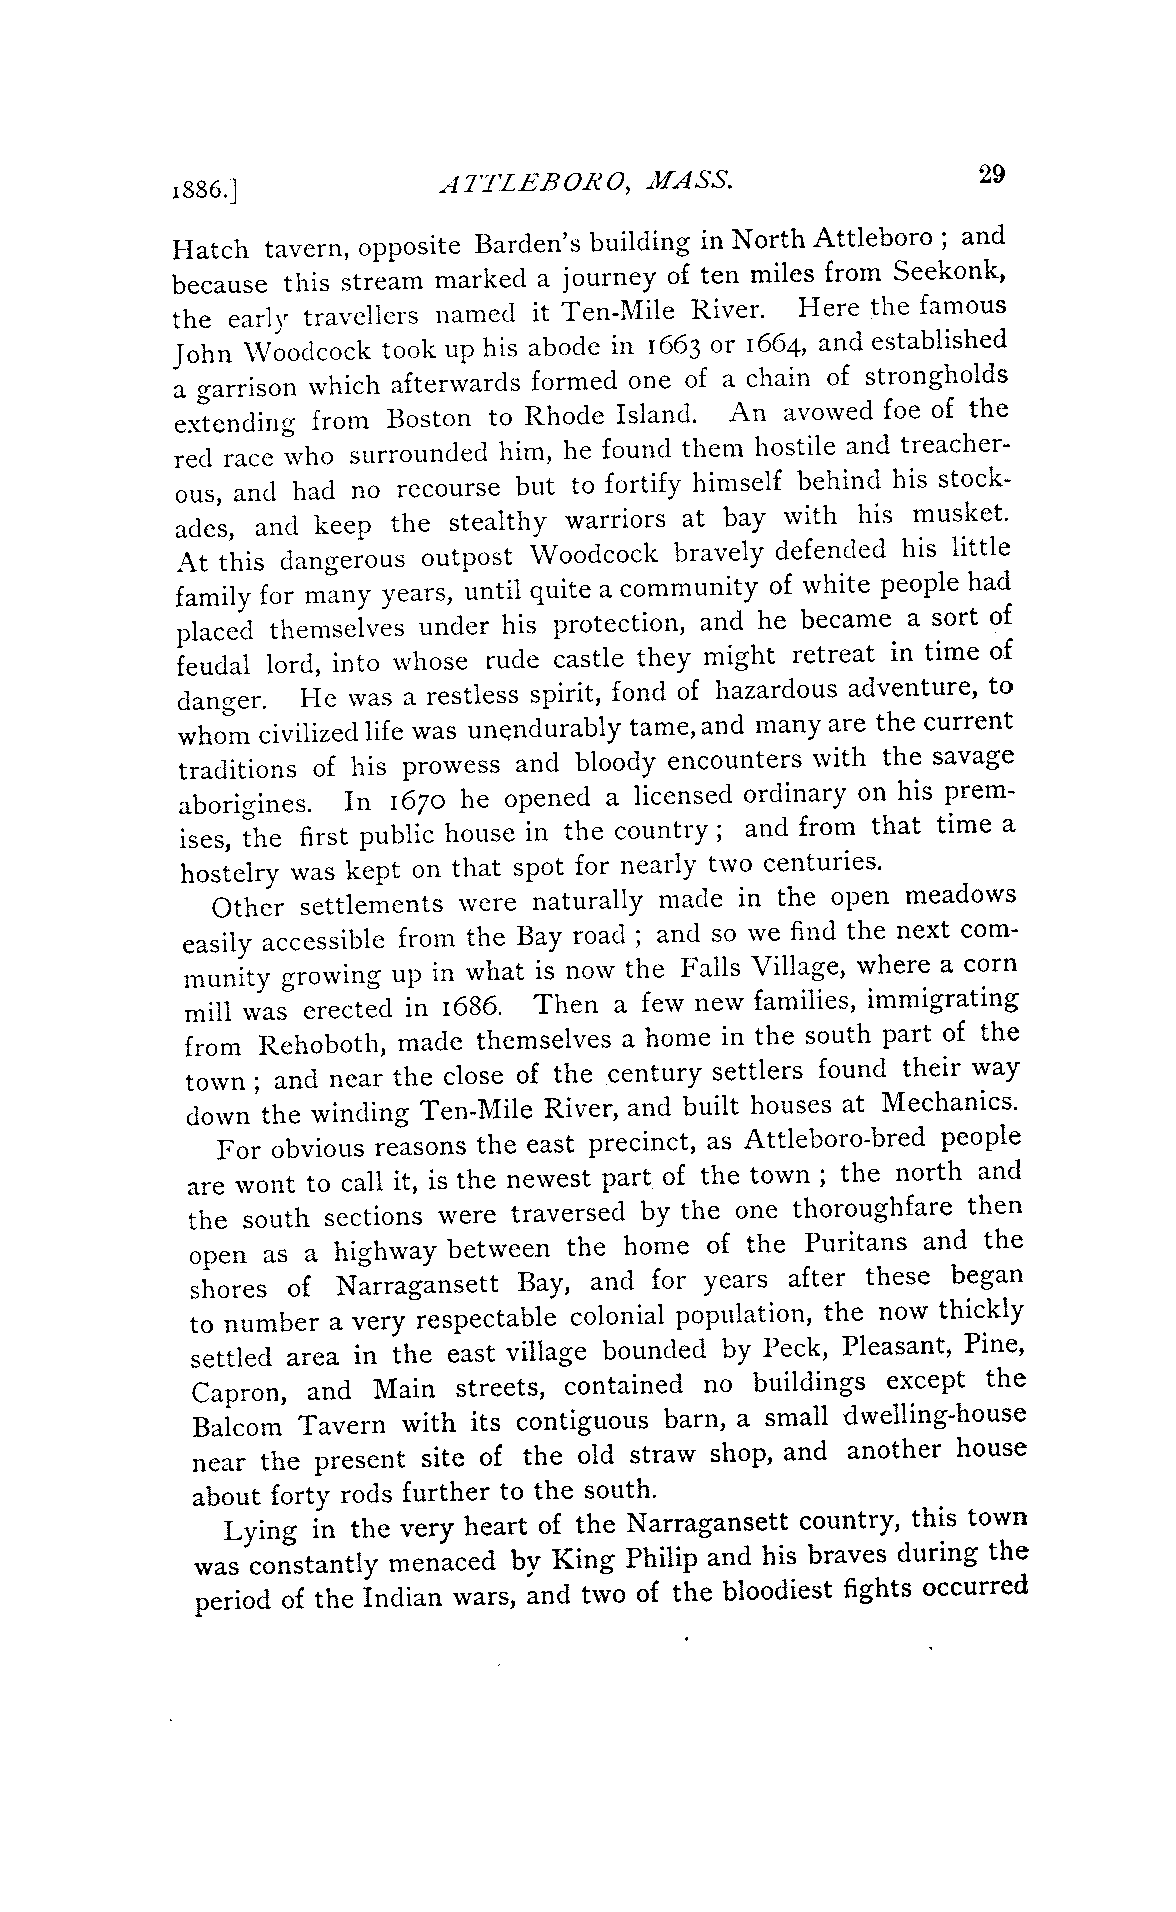 1886.] ATTLEBORO, MASS. 29
Hatch tavern, opposite Barden's building in North Attleboro ; and
because this stream marked a journey of ten miles from Seekonk,
the early travellers named it Ten-Mile River. Here the famous
John Woodcock took up his abode in 1663 or 1664, and established
a garrison which afterwards formed one of a chain of strongholds
extending from Boston to Rhode Island. An avowed foe of the
red race who surrounded him, he found them hostile and treacher-
ous, and had no recourse but to fortify himself behind his stock-
ades, and keep the stealthy warriors at bay with his musket.
At this dangerous outpost Woodcock bravely defended his little
family for many years, until quite a community of white people had
placed themselves under his protection, and he became a sort of
feudal lord, into whose rude castle they might retreat in time of
danger. He was a restless spirit, fond of hazardous adventure, to
whom civilized life was unendurably tame, and many are the current
traditions of his prowess and bloody encounters with the savage
aborigines. In 1670 he opened a licensed ordinary on his prem-
ises, the first public house in the country ; and from that time a
hostelry was kept on that spot for nearly two centuries.
Other settlements were naturally made in the open meadows
easily accessible from the Bay road ; and so we find the next com-
munity growing up in what is now the Falls Village, where a corn
mill was erected in 1686. Then a few new families, immigrating
from Rehoboth, made themselves a home in the south part of the
town ; and near the close of the century settlers found their way
down the winding Ten-Mile River, and built houses at Mechanics.
For obvious reasons the east precinct, as Attleboro-bred people
are wont to call it, is the newest part of the town ; the north and
the south sections were traversed by the one thoroughfare then
open as a highway between the home of the Puritans and the
shores of Narragansett Bay, and for years after these began
to number a very respectable colonial population, the now thickly
settled area in the east village bounded by Peck, Pleasant, Pine,
Capron, and Main streets, contained no buildings except the
Balcom Tavern with its contiguous barn, a small dwelling-house
near the present site of the old straw shop, and another house
about forty rods further to the south.
Lying in the very heart of the Narragansett country, this town
was constantly menaced by King Philip and his braves during the
period of the Indian wars, and two of the bloodiest fights occurred